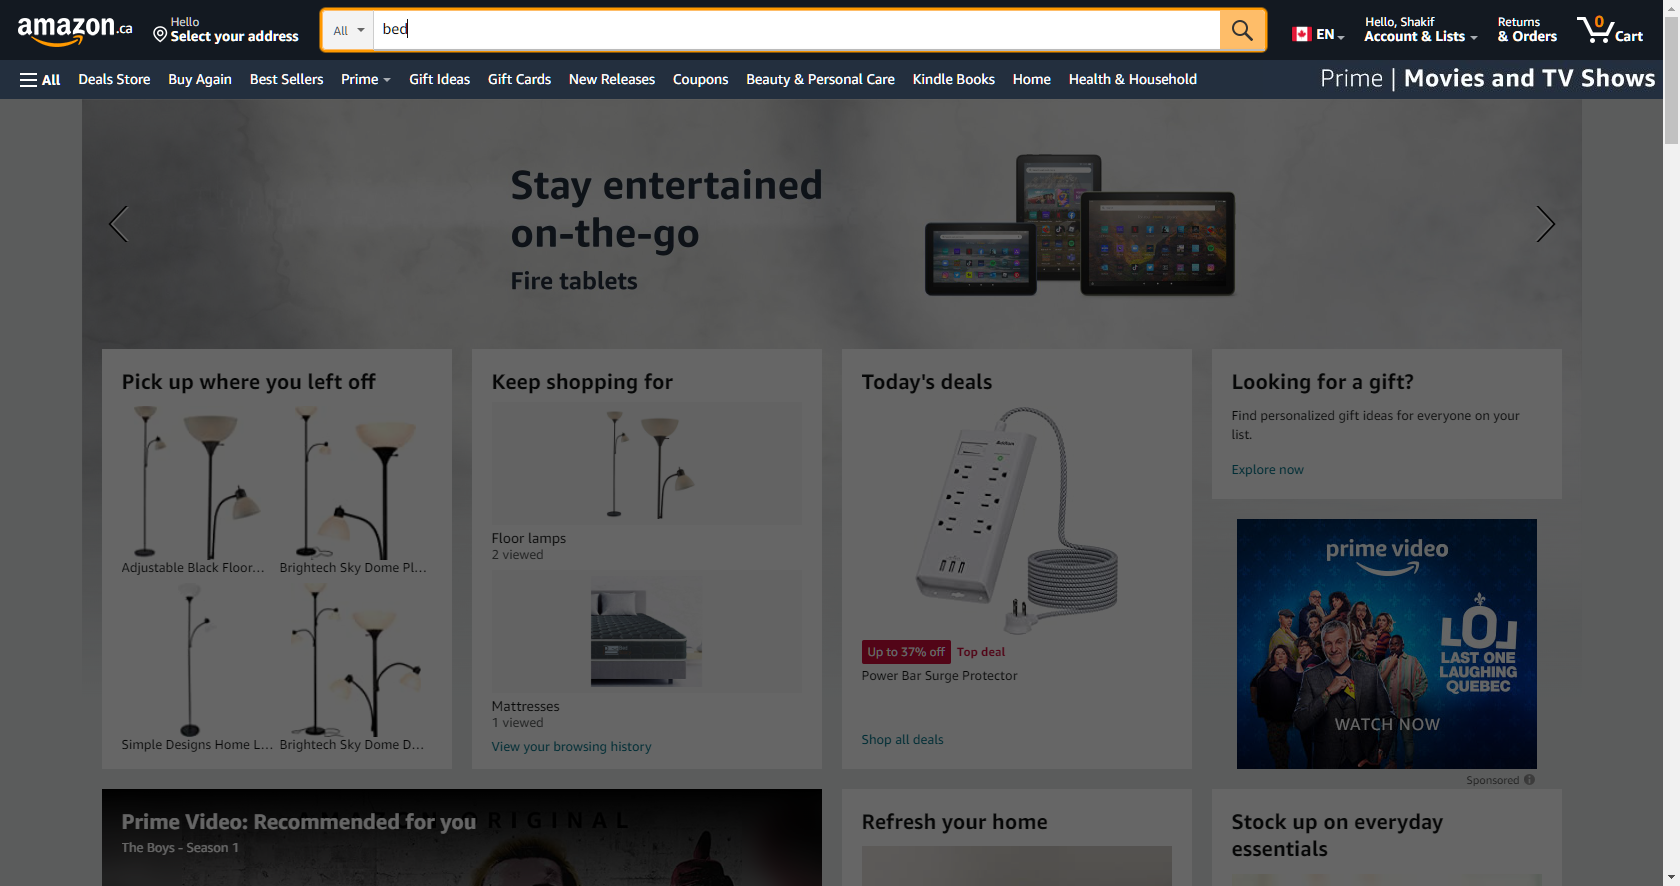 amazon.ca
Hello
Select your address
All
bed
EN
Hello, Shakif
Account & Lists
Returns
& Orders
0
Cart
All
Deals Store
Buy Again
Best Sellers
Prime
Gift Ideas
Gift Cards
New Releases
Coupons
Beauty & Personal Care
Kindle Books
Home
Health & Household
Prime | Movies and TV Shows
Stay entertained
on-the-go
Fire tablets
Pick up where you left off
Adjustable Black Floor...
Brightech Sky Dome Pl...
Simple Designs Home L...
Brightech Sky Dome D...
Keep shopping for
Floor lamps
2 viewed
Mattresses
1 viewed
View your browsing history
Today's deals
Up to 37% off
Top deal
Power Bar Surge Protector
Shop all deals
Looking for a gift?
Find personalized gift ideas for everyone on your
list.
Explore now
prime video
LOL
LAST ONE
LAUGHING
QUEBEC
WATCH NOW
Sponsored
Prime Video: Recommended for you
The Boys - Season 1
Refresh your home
Stock up on everyday
essentials